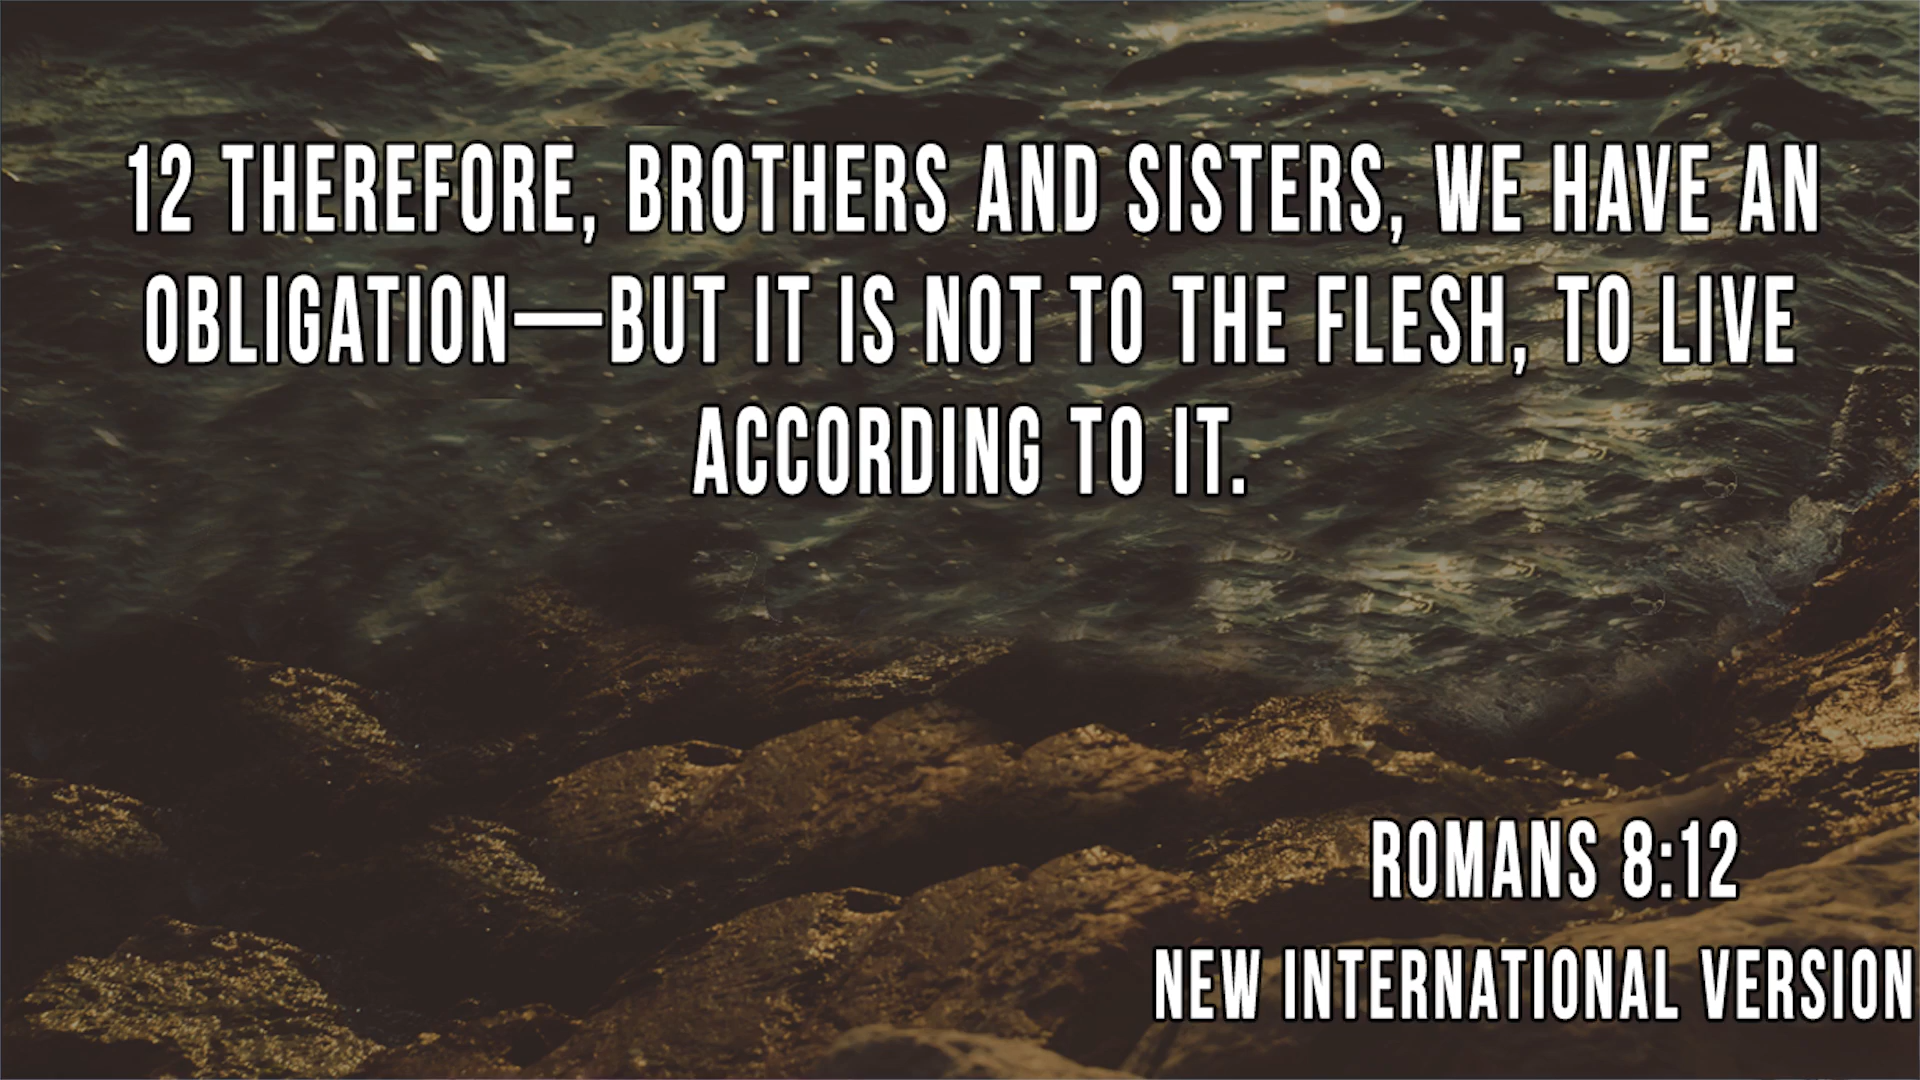 12 THEREFORE, BROTHERS AND SISTERS, WE HAVE AN
OBLIGATION—BUT IT IS NOT TO THE FLESH, TO LIVE
ACCORDING TO IT.
ROMANS 8:12
NEW INTERNATIONAL VERSION